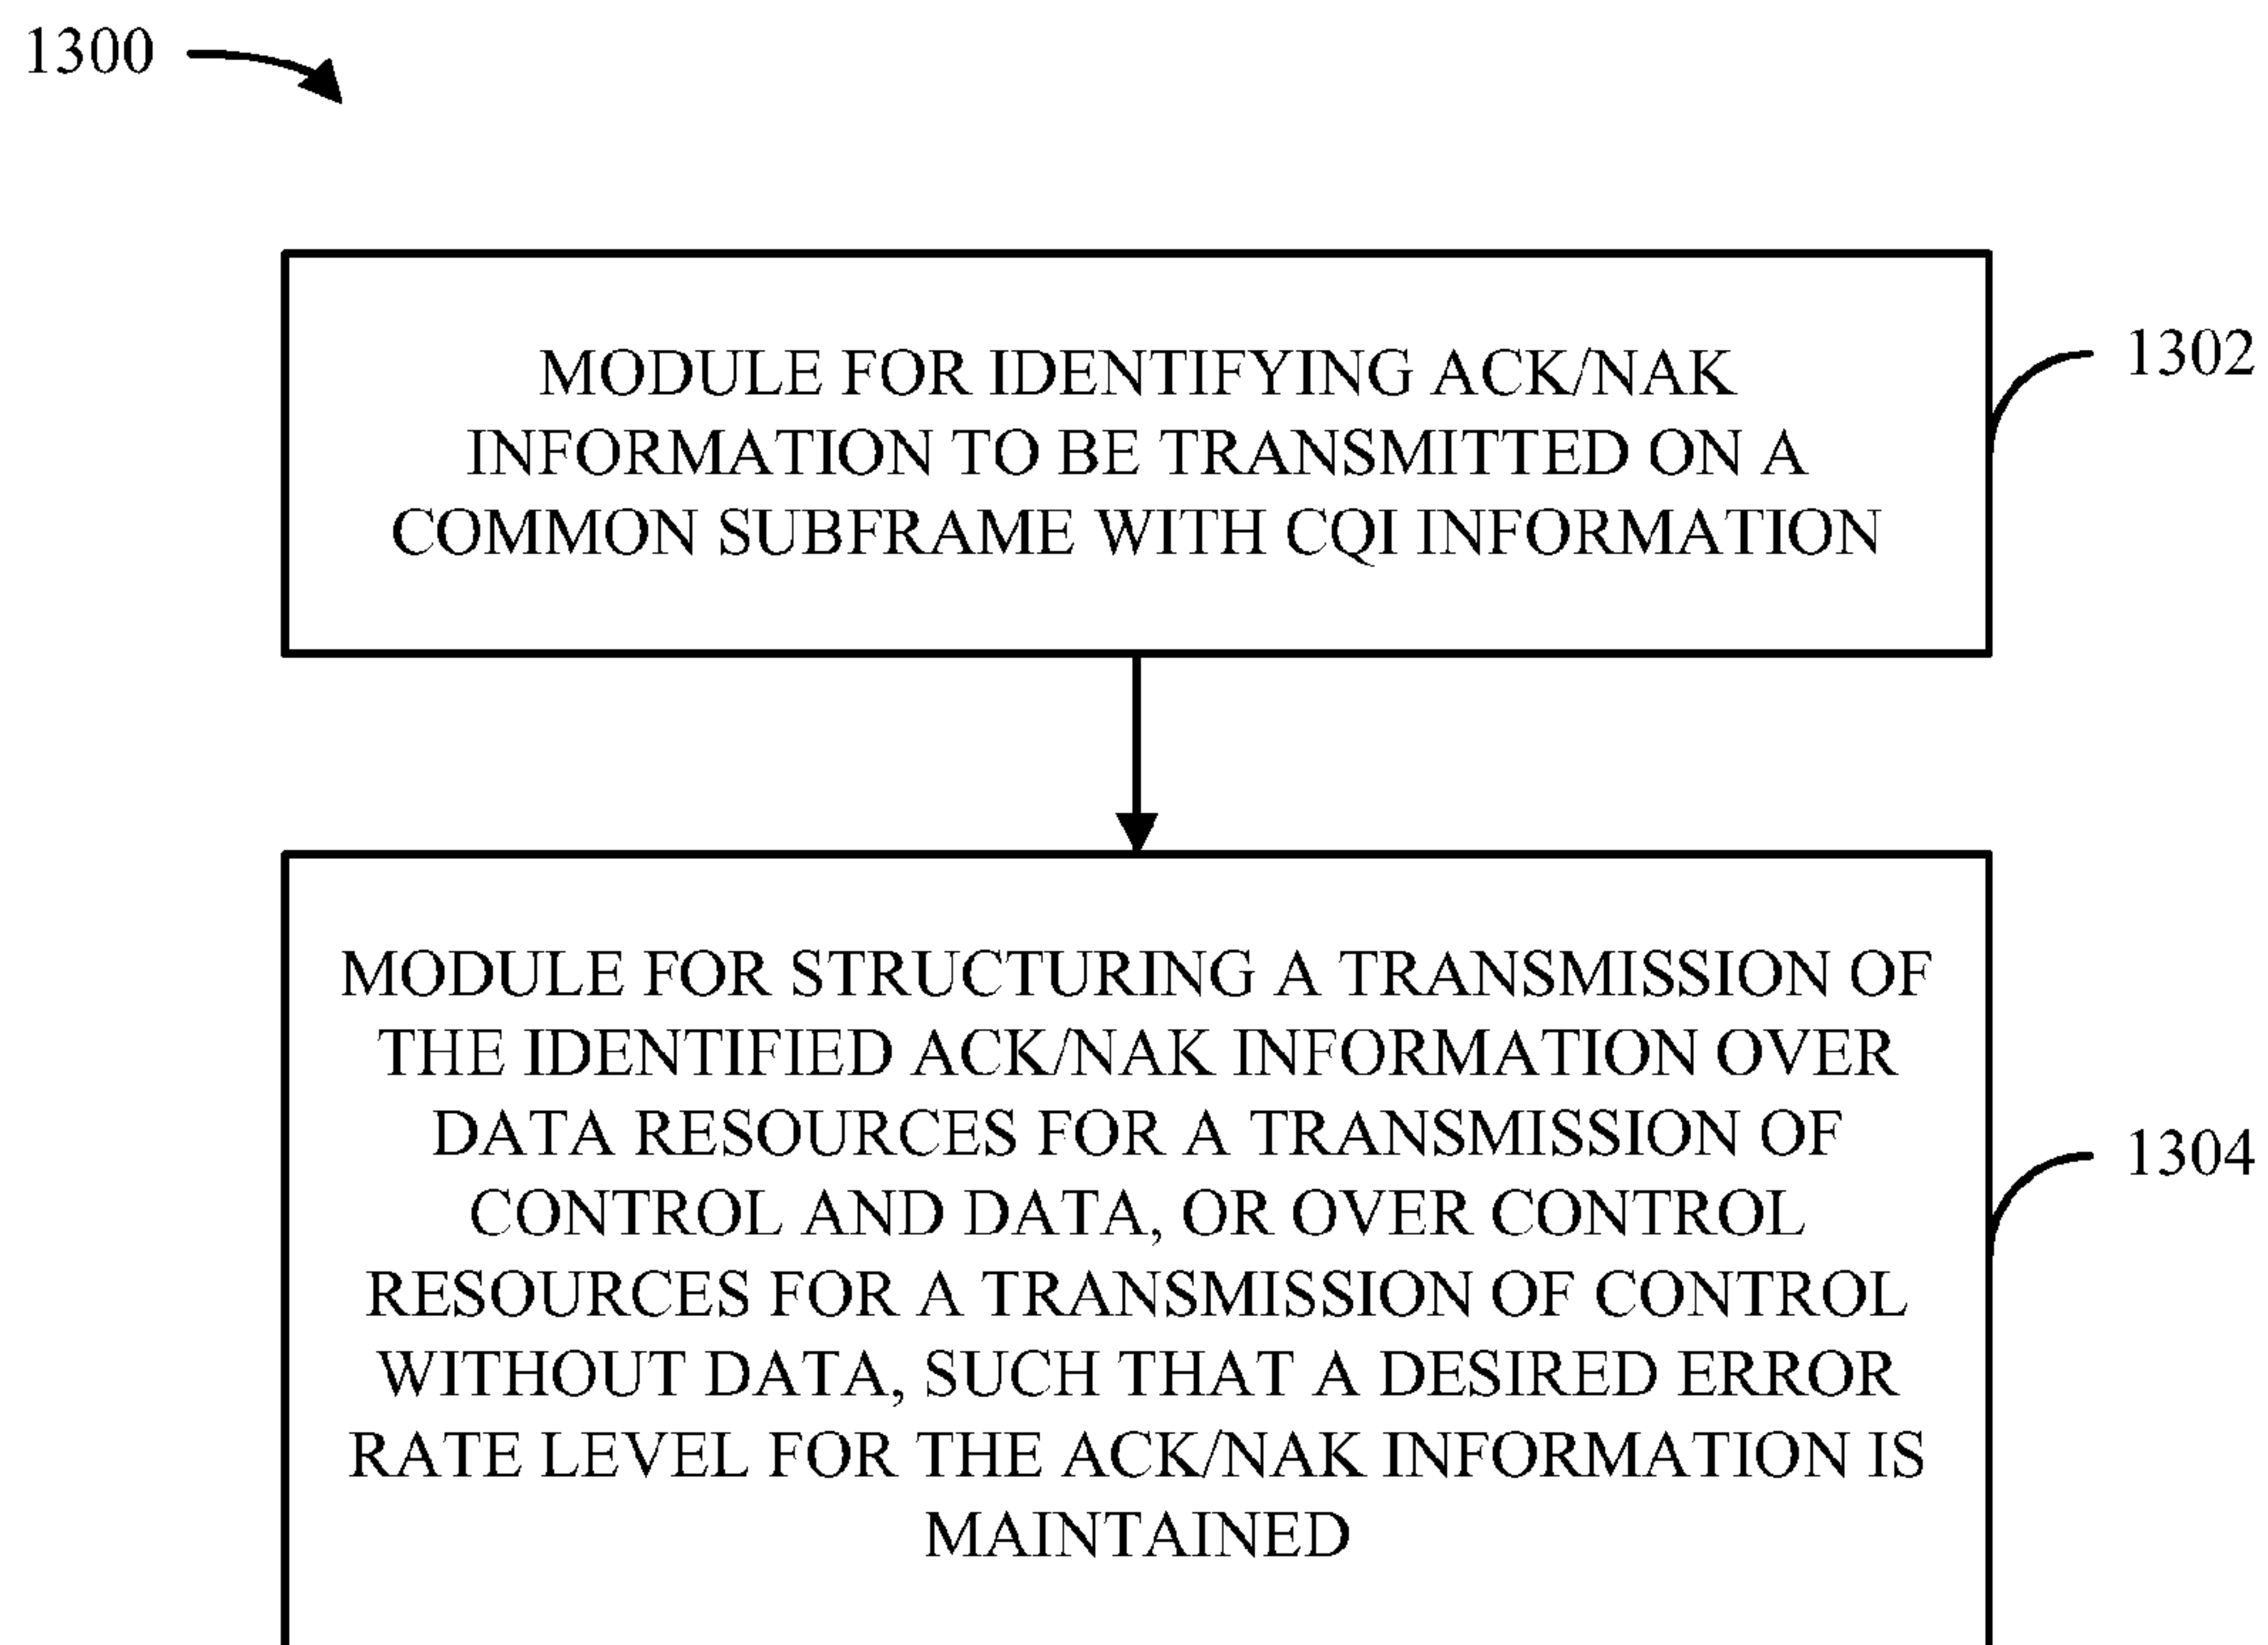 1300
MODULE FOR IDENTIFYING ACK/NAK
INFORMATION TO BE TRANSMITTED ON A
COMMON SUBFRAME WITH CQI INFORMATION
1302
MODULE FOR STRUCTURING A TRANSMISSION OF
THE IDENTIFIED ACK/NAK INFORMATION OVER
DATA RESOURCES FOR A TRANSMISSION OF
CONTROL AND DATA, OR OVER CONTROL
RESOURCES FOR A TRANSMISSION OF CONTROL
WITHOUT DATA, SUCH THAT A DESIRED ERROR
RATE LEVEL FOR THE ACK/NAK INFORMATION IS
MAINTAINED
1304